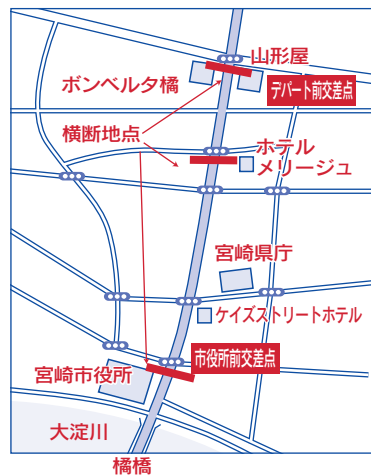 山形屋
ボンベルタ橘
デパート前交差点
横断地点
ホテル
メリージュ
宮崎県庁
ケイズストリートホテル
市役所前交差点
宮崎市役所
大淀川
橘橋